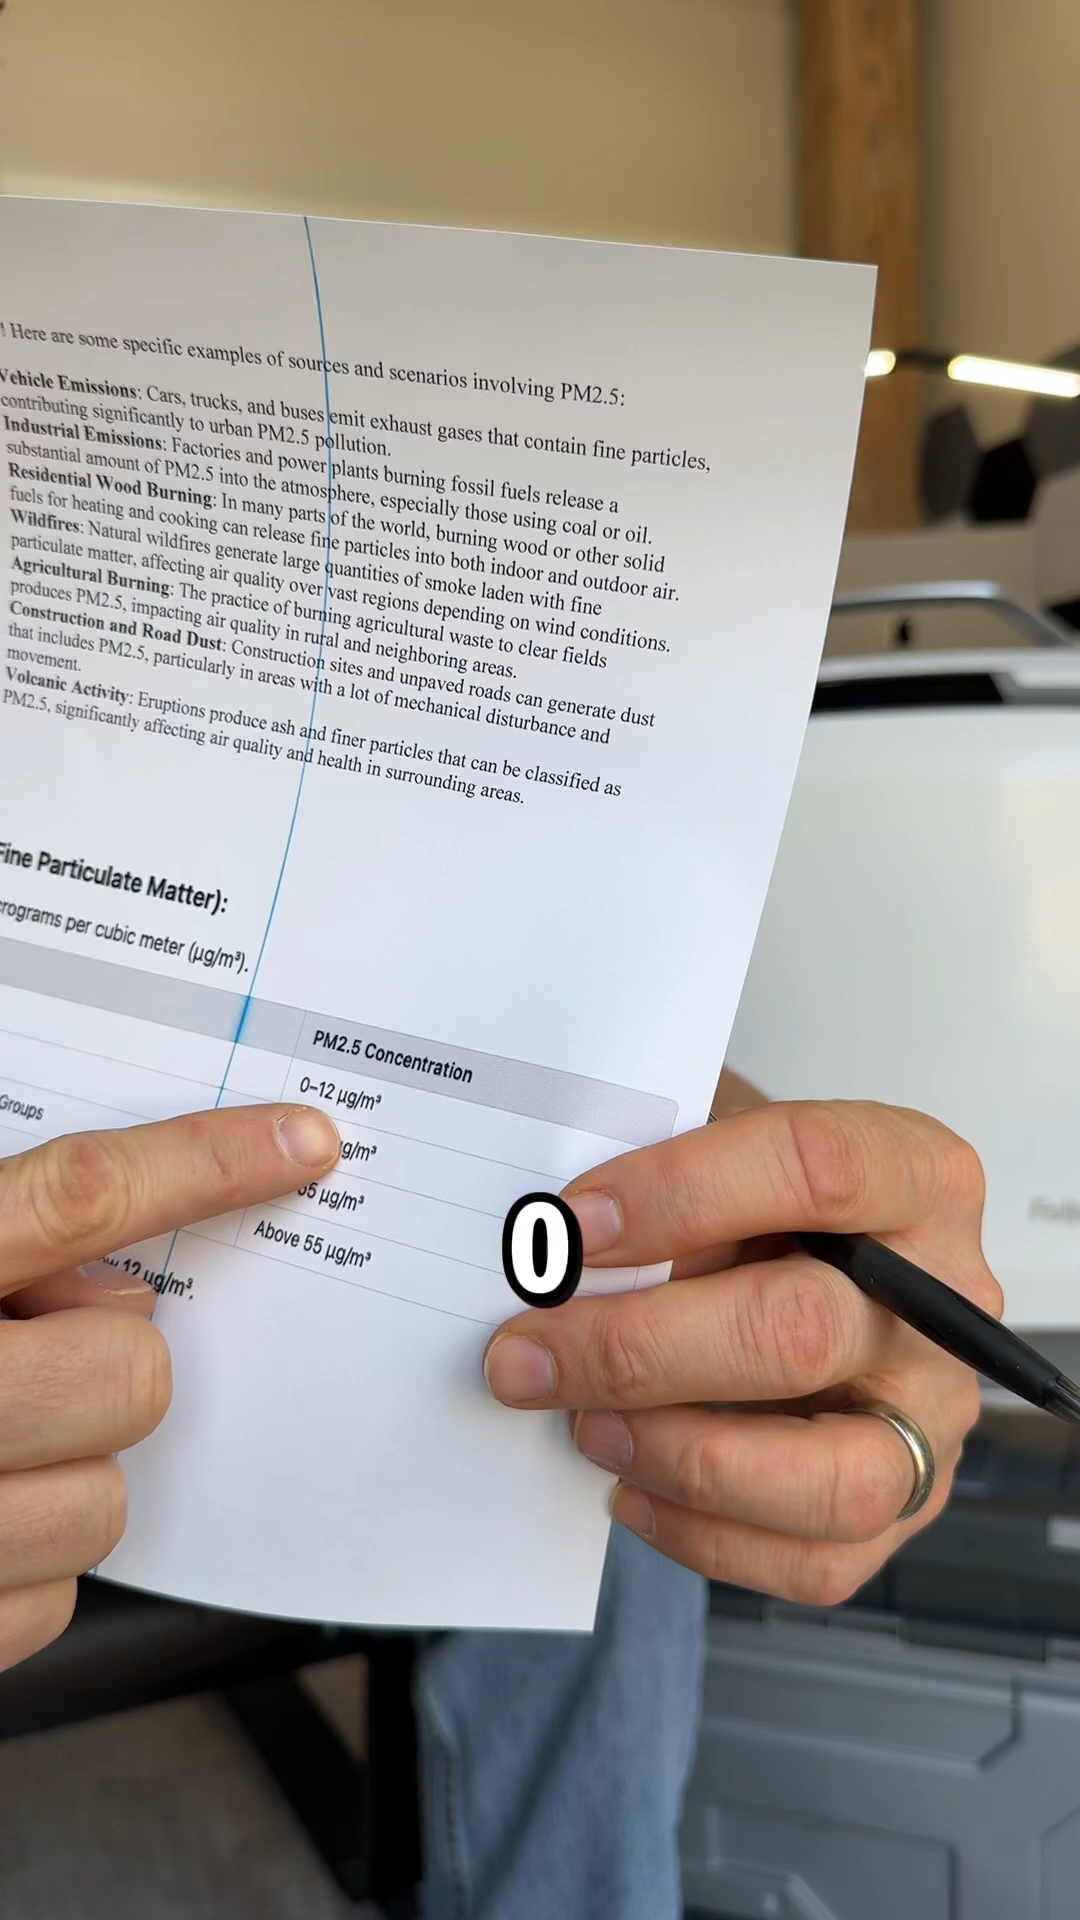 Here are some specific examples of sources and scenarios involving PM2.5:
Vehicle Emissions: Cars, trucks, and buses emit exhaust gases that contain fine particles,
contributing significantly to urban PM2.5 pollution.
Industrial Emissions: Factories and power plants burning fossil fuels release a
substantial amount of PM2.5 into the atmosphere, especially those using coal or oil.
Residential Wood Burning: In many parts of the world, burning wood or other solid
fuels for heating and cooking can release fine particles into both indoor and outdoor air.
Wildfires: Natural wildfires generate large quantities of smoke laden with fine
particulate matter, affecting air quality over vast regions depending on wind conditions.
Agricultural Burning: The practice of burning agricultural waste to clear fields
produces PM2.5, impacting air quality in rural and neighboring areas.
Construction and Road Dust: Construction sites and unpaved roads can generate dust
that includes PM2.5, particularly in areas with a lot of mechanical disturbance and
movement.
Volcanic Activity: Eruptions produce ash and finer particles that can be classified as
PM2.5, significantly affecting air quality and health in surrounding areas.
Fine Particulate Matter):
per cubic meter (µg/m³).
PM2.5 Concentration
0–12 µg/m³
Groups
µg/m³
Above 55 µg/m³
12 µg/m³.
0